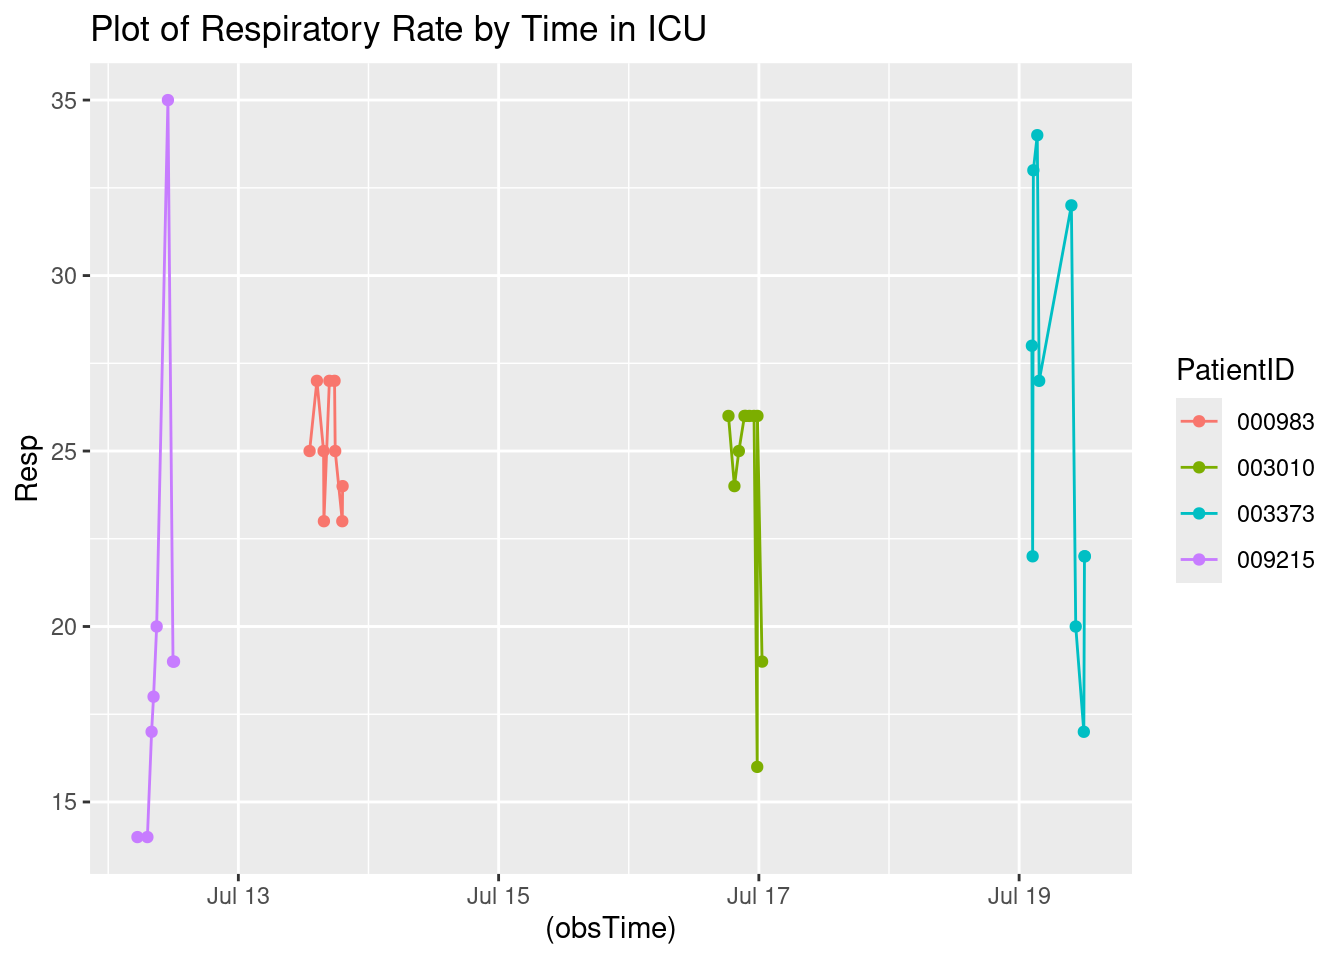 Plot of Respiratory Rate by Time in ICU
35
30
25
20
15
Resp
Jul 13
Jul 15
Jul 17
Jul 19
(obsTime)
PatientID
000983
003010
003373
009215